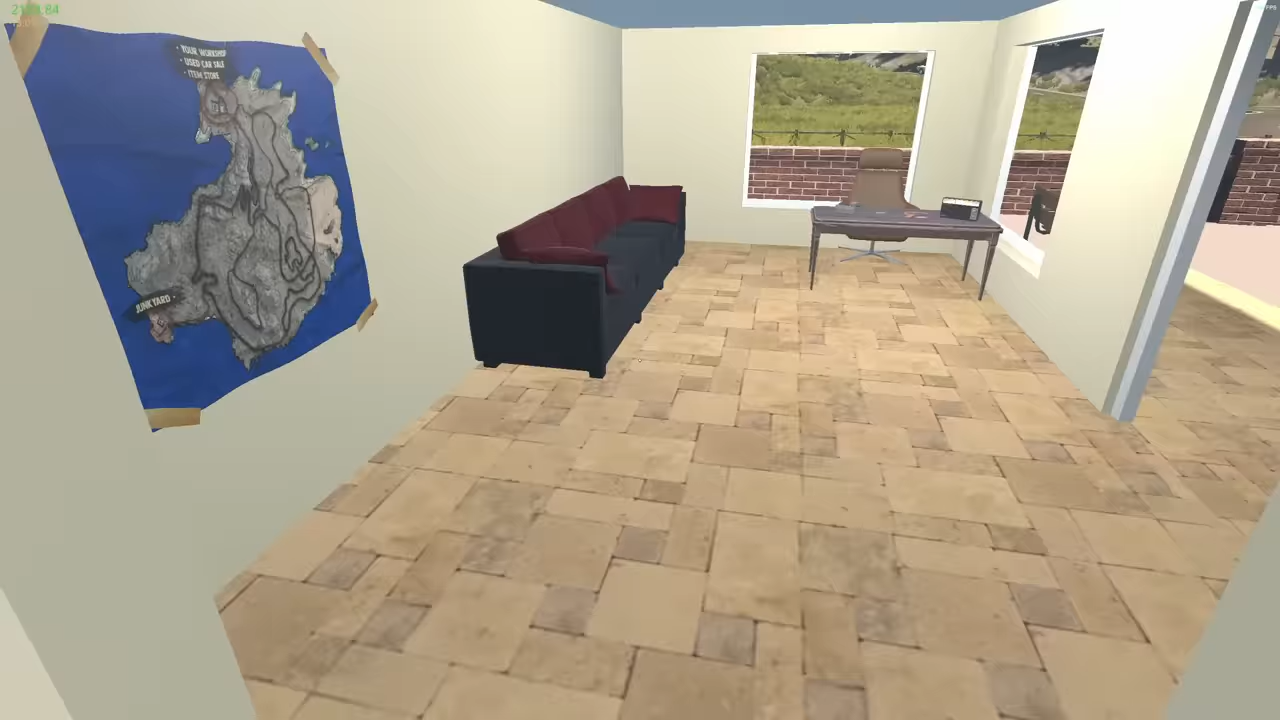 · YOUR WORKSHOP
· USED CAR SALE
· ITEM STORE
JUNKYARD ·